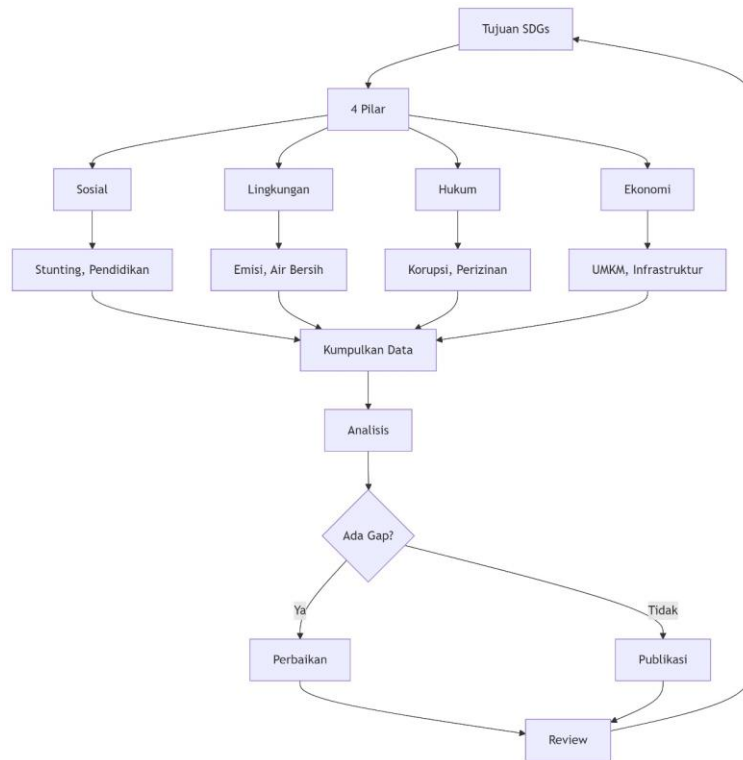 Tujuan SDGs
4 Pilar
Sosial
Lingkungan
Hukum
Ekonomi
Stunting, Pendidikan
Emisi, Air Bersih
Korupsi, Perizinan
UMKM, Infrastruktur
Kumpulkan Data
Analisis
Ada Gap?
Ya
Tidak
Perbaikan
Publikasi
Review